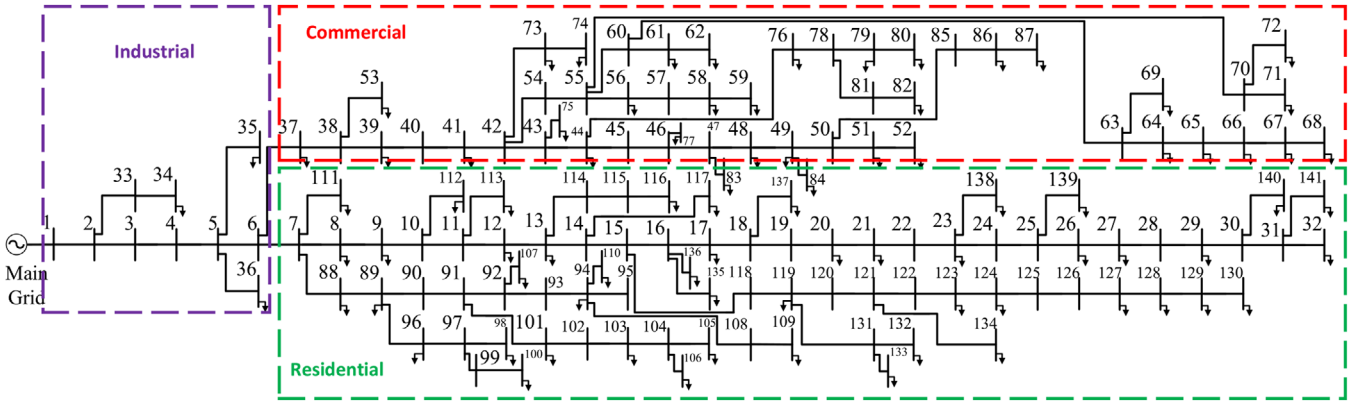 Industrial
Commercial
73 74 60 61 62 76 78 79 80 85 86 87 72
53 54 55 56 57 58 59 81 82 69 70 71
75
35 37 38 39 40 41 42 43 44 45 46 47 48 49 50 51 52 63 64 65 66 67 68
77
33 34 111 112 113 114 115 116 117 83 137 84 138 139 140 141
1 2 3 4 5 6 7 8 9 10 11 12 13 14 15 16 17 18 19 20 21 22 23 24 25 26 27 28 29 30 31 32
Main
Grid
36 88 89 90 91 92 107 93 94 110 95 136 135 118 119 120 121 122 123 124 125 126 127 128 129 130
96 97 98 101 102 103 104 105 108 109 131 132 134
99 100 106 133
Residential